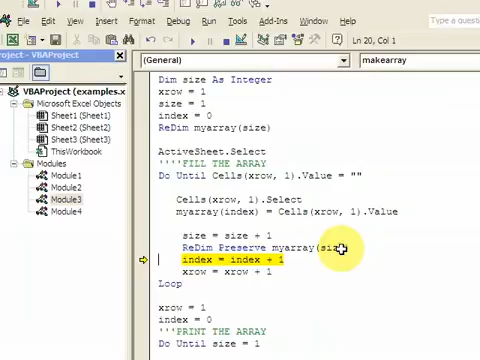 View Insert Format Debug Run Tools Add-Ins Window Help Type a question
Ln 20, Col 1
roject - VBAProject
(General) makearray
VBAProject (examples.x
Microsoft Excel Objects
Sheet1 (Sheet1)
Sheet2 (Sheet2)
Sheet3 (Sheet3)
ThisWorkbook
Modules
Module1
Module2
Module3
Module4
Dim size As Integer
xrow = 1
size = 1
index = 0
ReDim myarray(size)
ActiveSheet.Select
''''FILL THE ARRAY
Do Until Cells(xrow, 1).Value = ""
Cells(xrow, 1).Select
myarray(index) = Cells(xrow, 1).Value
size = size + 1
ReDim Preserve myarray(size)
index = index + 1
xrow = xrow + 1
Loop
xrow = 1
index = 0
'''''PRINT THE ARRAY
Do Until size = 1